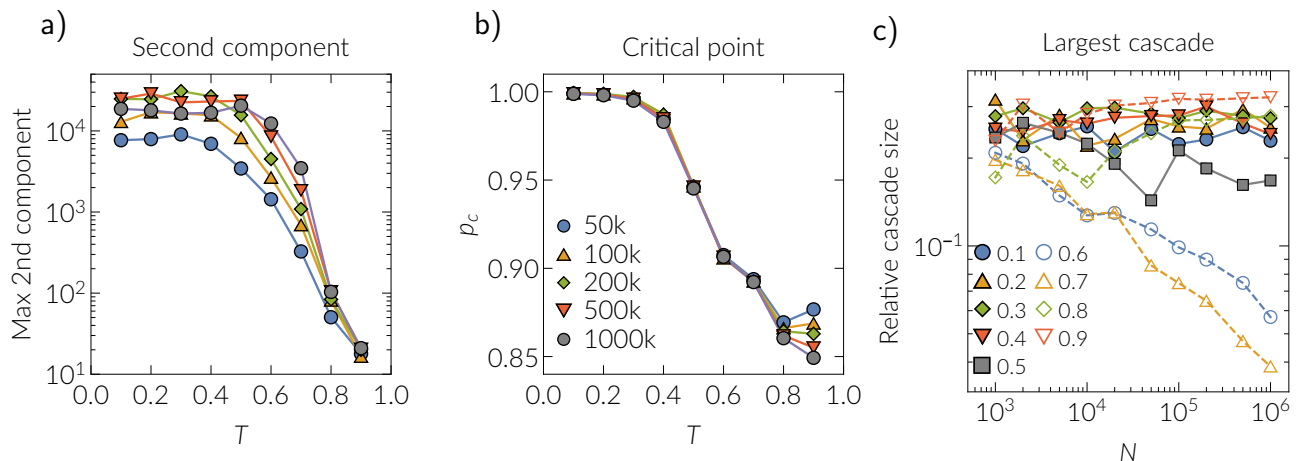 a)
Second component
Max 2nd component
10^4
10^3
10^2
10^1
0.0 0.2 0.4 0.6 0.8 1.0
T
b)
Critical point
p_c
1.00
0.95
0.90
0.85
50k
100k
200k
500k
1000k
0.0 0.2 0.4 0.6 0.8 1.0
T
c)
Largest cascade
Relative cascade size
10^-1
0.1 0.6
0.2 0.7
0.3 0.8
0.4 0.9
0.5
10^3 10^4 10^5 10^6
N